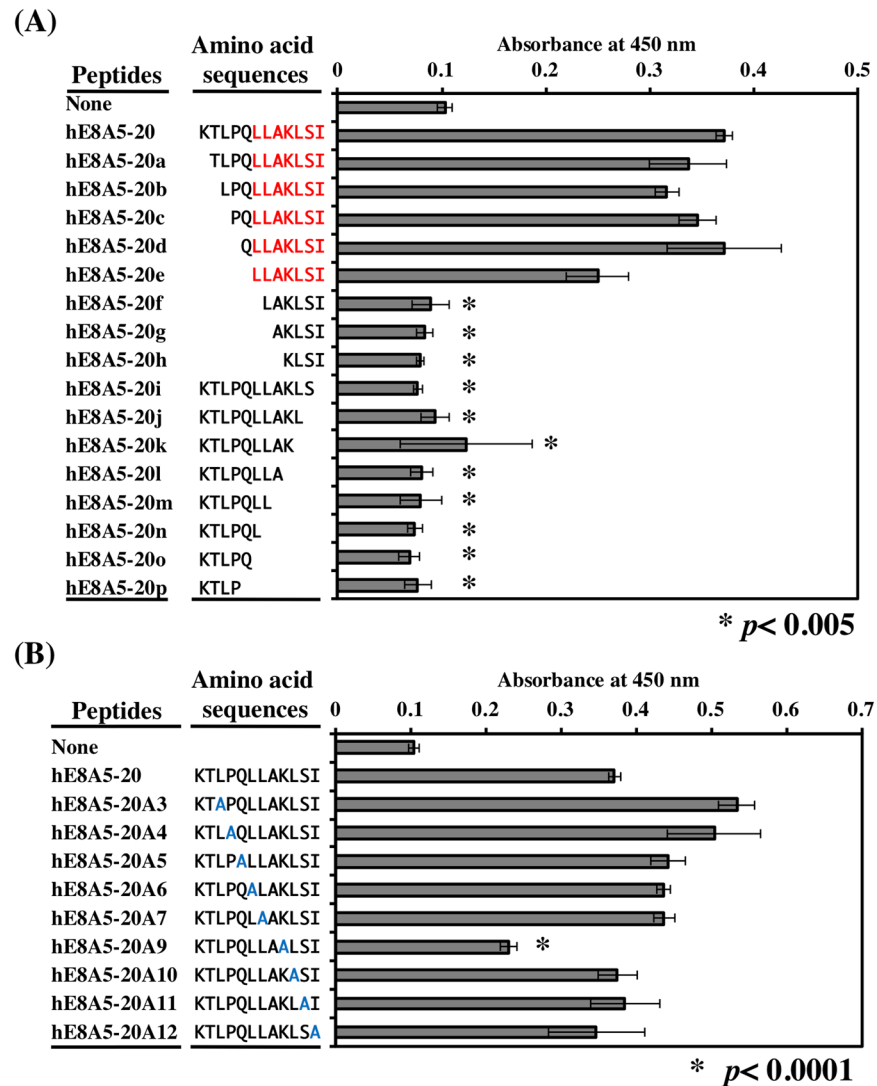 (A)
Peptides
Amino acid
sequences
Absorbance at 450 nm
0 0.1 0.2 0.3 0.4 0.5
None
hE8A5-20 KTLPQLLAKLSI
hE8A5-20a TLPQLLAKLSI
hE8A5-20b LPQLLAKLSI
hE8A5-20c PQLLAKLSI
hE8A5-20d QLLAKLSI
hE8A5-20e LLAKLSI
hE8A5-20f LAKLSI *
hE8A5-20g AKLSI *
hE8A5-20h KLSI *
hE8A5-20i KTLPQLLAKLS *
hE8A5-20j KTLPQLLAKL *
hE8A5-20k KTLPQLLAK *
hE8A5-20l KTLPQLLA *
hE8A5-20m KTLPQLL *
hE8A5-20n KTLPQL *
hE8A5-20o KTLPQ *
hE8A5-20p KTLP *
* p< 0.005
(B)
Peptides
Amino acid
sequences
Absorbance at 450 nm
0 0.1 0.2 0.3 0.4 0.5 0.6 0.7
None
hE8A5-20 KTLPQLLAKLSI
hE8A5-20A3 KTAPQLLAKLSI
hE8A5-20A4 KTLAQLLAKLSI
hE8A5-20A5 KTLPALLAKLSI
hE8A5-20A6 KTLPQALAKLSI
hE8A5-20A7 KTLPQLAAKLSI
hE8A5-20A9 KTLPQLLAALSI *
hE8A5-20A10 KTLPQLLAKASI
hE8A5-20A11 KTLPQLLAKLAI
hE8A5-20A12 KTLPQLLAKLSA
* p< 0.0001